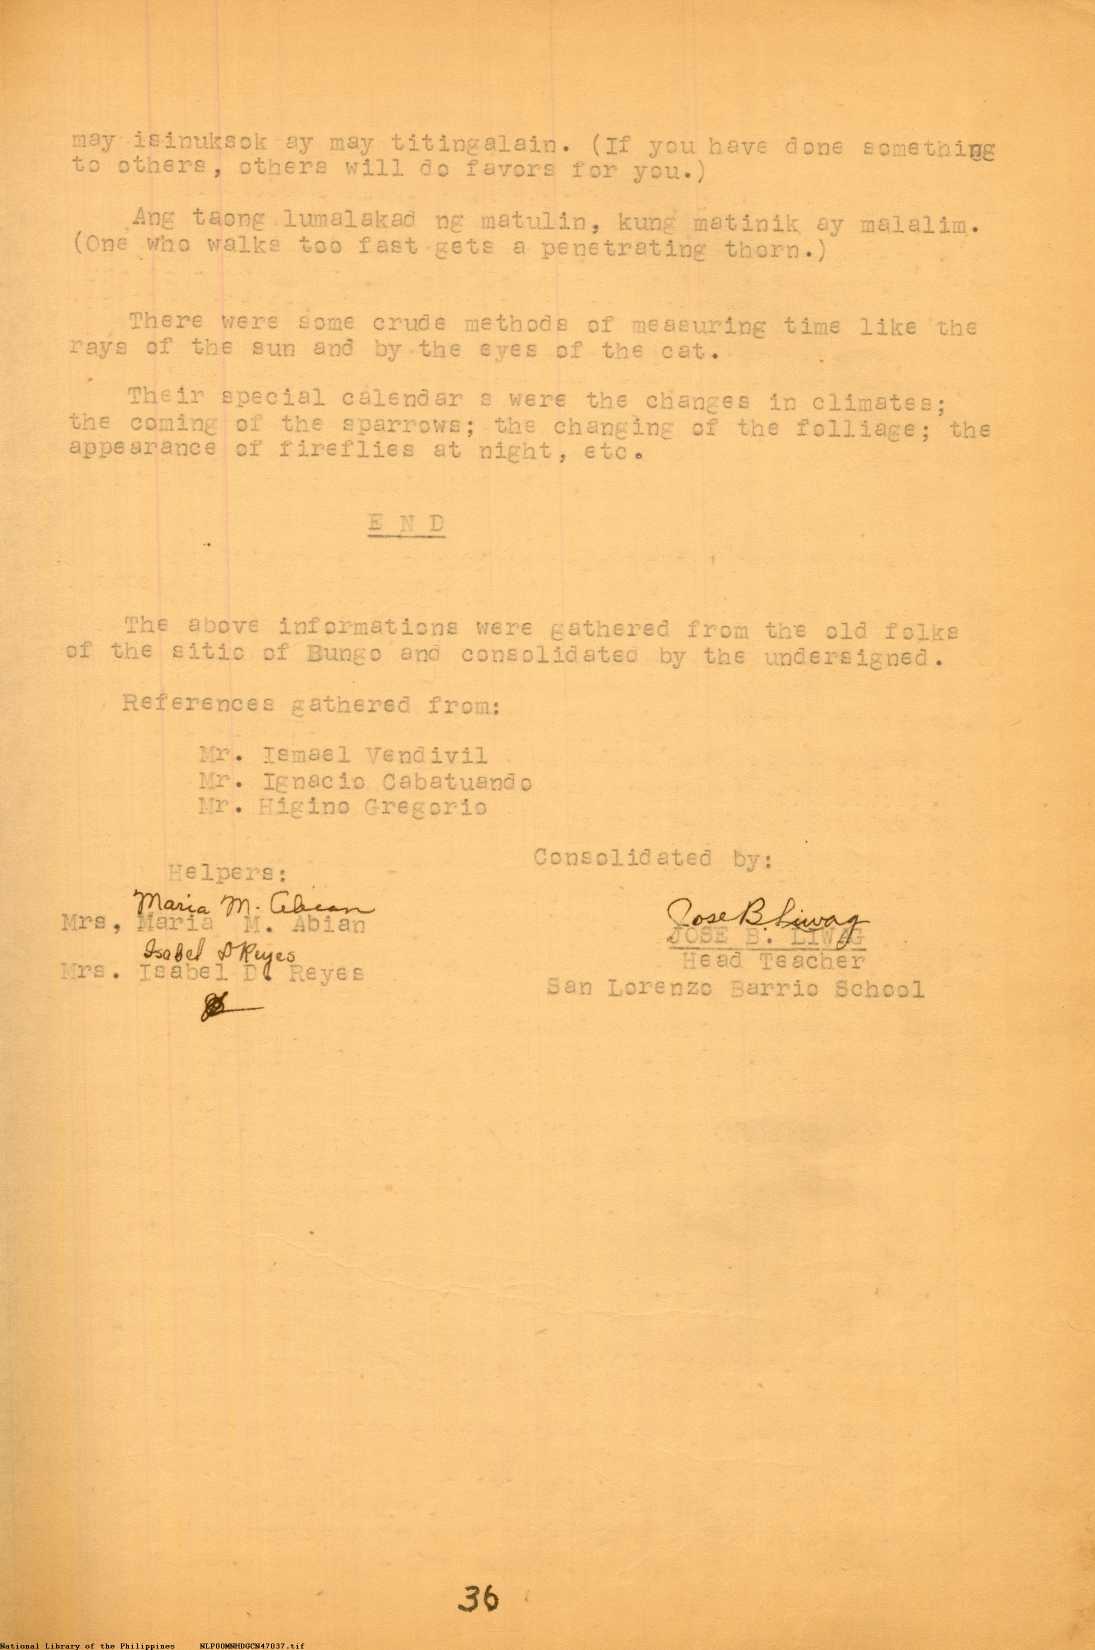 may isinuksok ay may titingalain. (If you have done something
to others, others will do favors for you.)
Ang taong lumalakad ng matulin, kung matinik ay malalim.
(One who walks too fast gets a penetrating thorn.)
There were some crude methods of measuring time like the
rays of the sun and by the eyes of the cat.
Their special calendar s were the changes in climates;
the coming of the sparrows; the changing of the folliage; the
appearance of fireflies at night, etc.
E N D
The above informations were gathered from the old folks
of the sitio of Bungo and consolidated by the undersigned.
References gathered from:
Mr. Ismael Vendivil
Mr. Ignacio Cabatuando
Mr. Higino Gregorio
Helpers:
Maria M. Abian
Mrs, Maria M. Abian
Isabel D Reyes
Mrs. Isabel D. Reyes
Consolidated by:
Jose B. Liwag
JOSE B. LIWAG
Head Teacher
San Lorenzo Barrio School
36
National Library of the Philippines NLP00MNHDGCN47037.tif